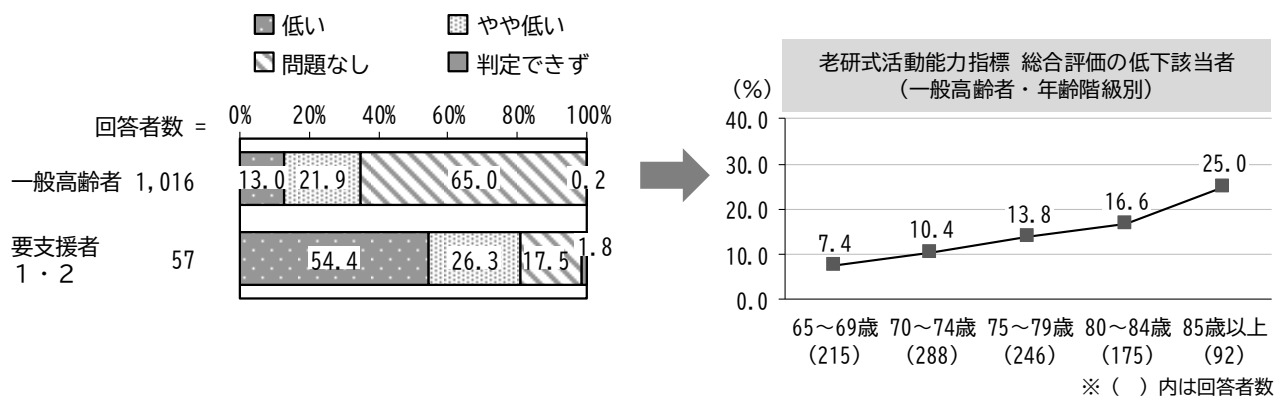 低い
やや低い
問題なし
判定できず
回答者数 =
0% 20% 40% 60% 80% 100%
一般高齢者 1,016
13.0 21.9 65.0 0.2
要支援者
1・2
57
54.4 26.3 17.5 1.8
老研式活動能力指標 総合評価の低下該当者
(一般高齢者・年齢階級別)
(%)
40.0
30.0
20.0
10.0
0.0
7.4 10.4 13.8 16.6 25.0
65~69歳 70~74歳 75~79歳 80~84歳 85歳以上
(215) (288) (246) (175) (92)
※( )内は回答者数